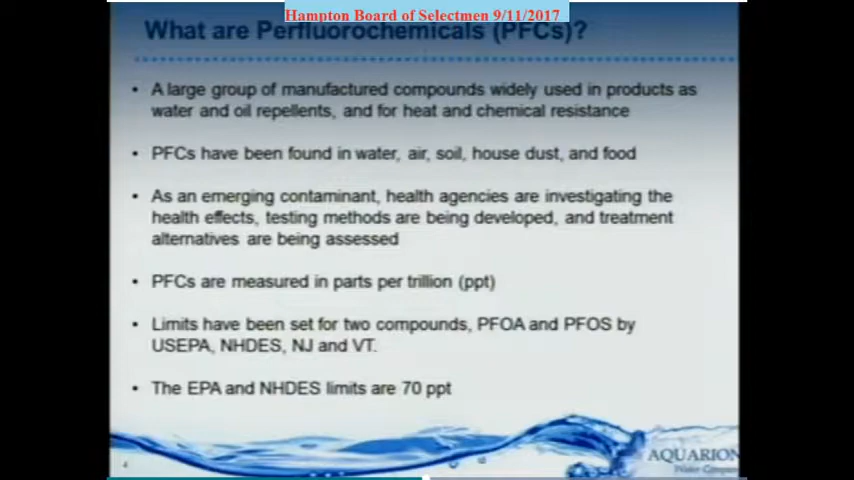 Hampton Board of Selectmen 9/11/2017
What are Perfluorochemicals (PFCs)?
• A large group of manufactured compounds widely used in products as
water and oil repellents, and for heat and chemical resistance
• PFCs have been found in water, air, soil, house dust, and food
• As an emerging contaminant, health agencies are investigating the
health effects, testing methods are being developed, and treatment
alternatives are being assessed
• PFCs are measured in parts per trillion (ppt)
• Limits have been set for two compounds, PFOA and PFOS by
USEPA, NHDES, NJ and VT.
• The EPA and NHDES limits are 70 ppt
4
AQUARION
Water Company